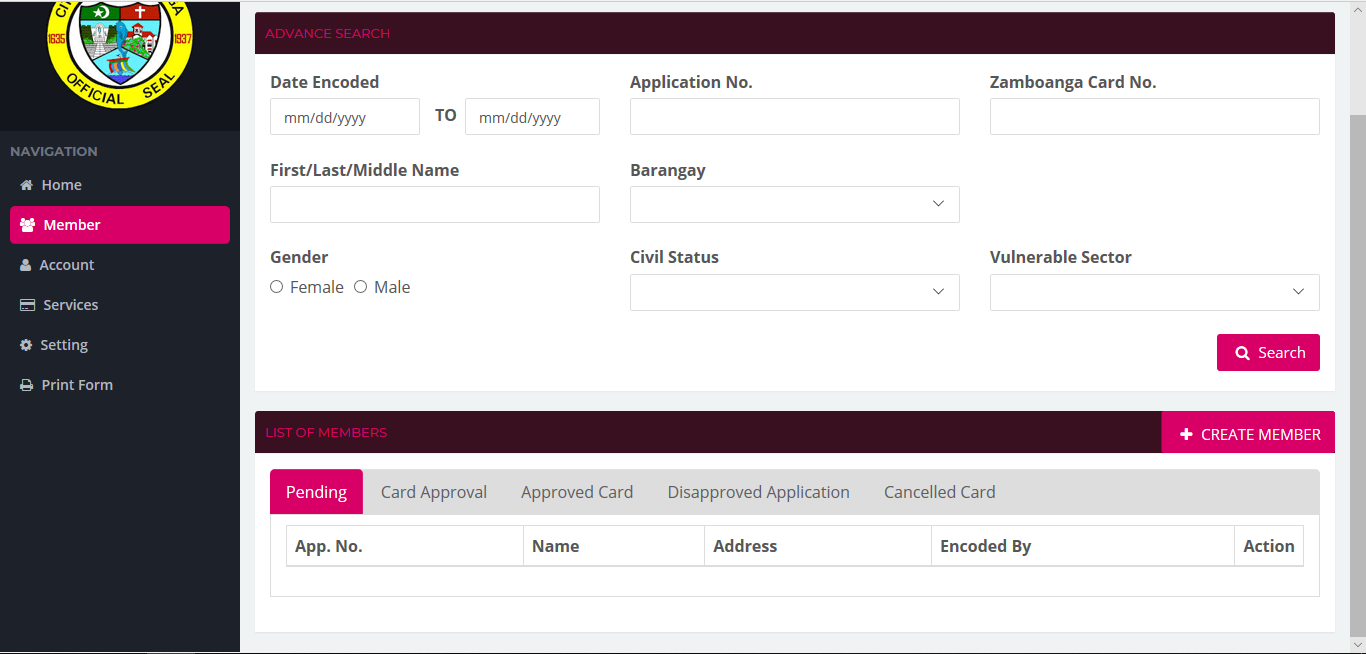 1635 1937
OFFICIAL SEAL
NAVIGATION
Home
Member
Account
Services
Setting
Print Form
ADVANCE SEARCH
Date Encoded Application No. Zamboanga Card No.
mm/dd/yyyy TO mm/dd/yyyy
First/Last/Middle Name Barangay
Gender Civil Status Vulnerable Sector
Female Male
Search
LIST OF MEMBERS CREATE MEMBER
Pending Card Approval Approved Card Disapproved Application Cancelled Card
App. No. Name Address Encoded By Action